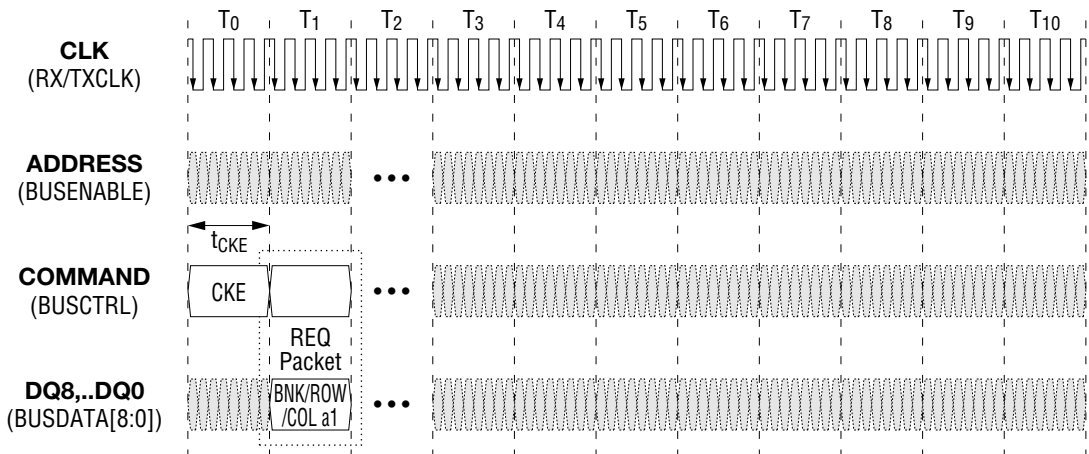 T0 T1 T2 T3 T4 T5 T6 T7 T8 T9 T10
CLK
(RX/TXCLK)
ADDRESS
(BUSENABLE)
•••
tCKE
COMMAND
(BUSCTRL)
CKE
•••
REQ
Packet
DQ8,..DQ0
(BUSDATA[8:0])
BNK/ROW
/COL a1
•••